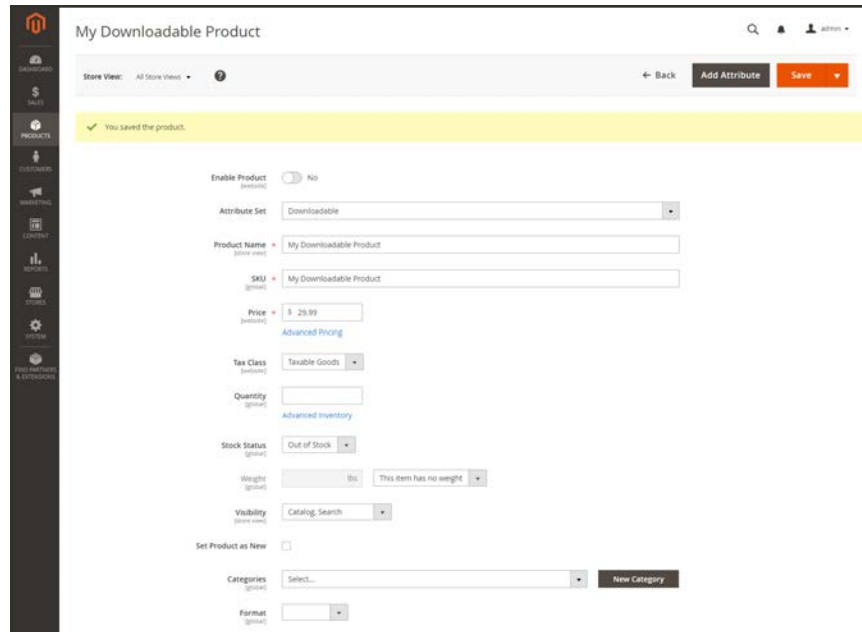 My Downloadable Product
admin
DASHBOARD
SALES
PRODUCTS
CUSTOMERS
MARKETING
CONTENT
REPORTS
STORES
SYSTEM
FIND PARTNERS
& EXTENSIONS
Store View: All Store Views
← Back
Add Attribute
Save
You saved the product.
Enable Product No
[website]
Attribute Set Downloadable
Product Name * My Downloadable Product
[store view]
SKU * My Downloadable Product
[global]
Price * $ 29.99
[website]
Advanced Pricing
Tax Class Taxable Goods
[website]
Quantity
[global]
Advanced Inventory
Stock Status Out of Stock
[global]
Weight lbs This item has no weight
[global]
Visibility Catalog, Search
[store view]
Set Product as New
Categories Select... New Category
[global]
Format
[global]